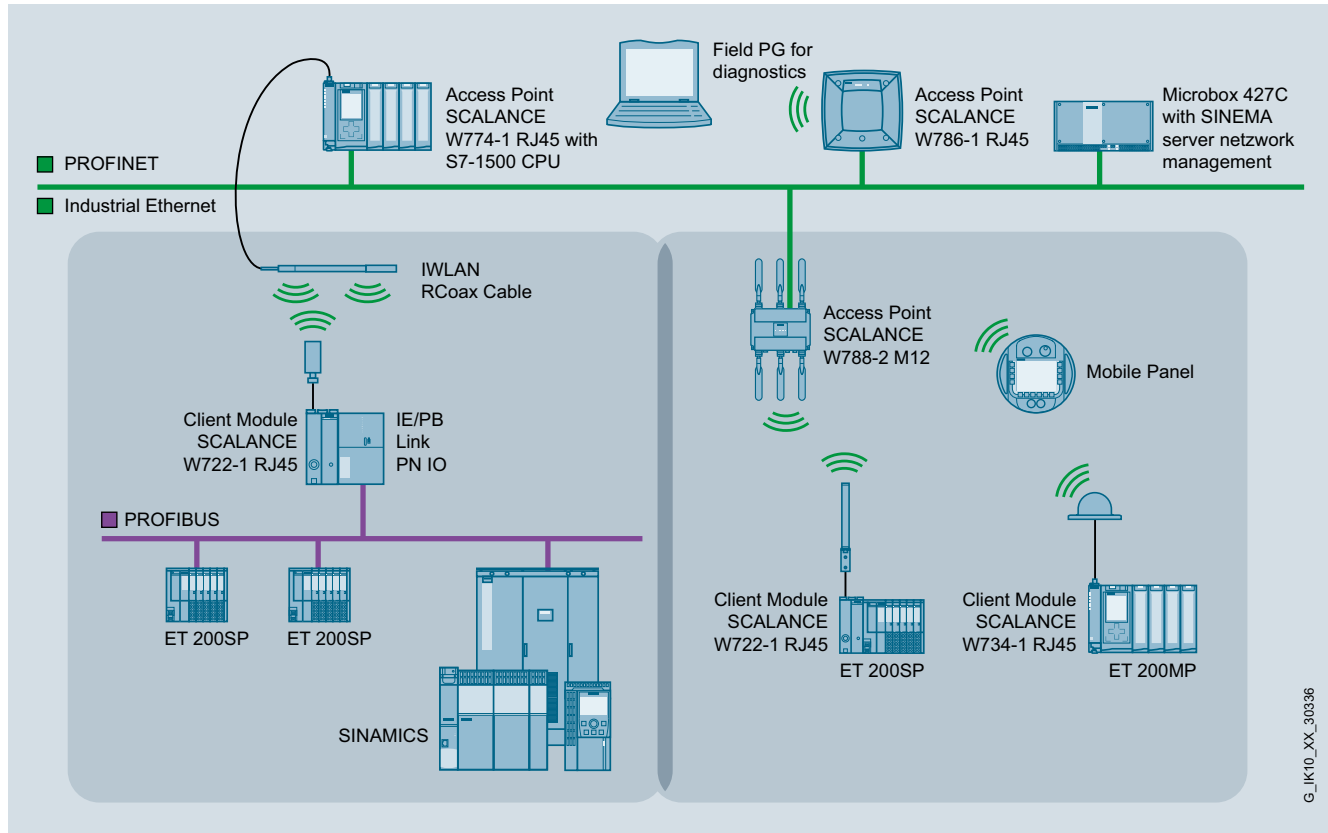 Field PG for
diagnostics
Access Point
SCALANCE
W774-1 RJ45 with
S7-1500 CPU
Access Point
SCALANCE
W786-1 RJ45
Microbox 427C
with SINEMA
server netzwork
management
PROFINET
Industrial Ethernet
IWLAN
RCoax Cable
Access Point
SCALANCE
W788-2 M12
Mobile Panel
Client Module
SCALANCE
W722-1 RJ45
IE/PB
Link
PN IO
PROFIBUS
ET 200SP
ET 200SP
SINAMICS
Client Module
SCALANCE
W722-1 RJ45
ET 200SP
Client Module
SCALANCE
W734-1 RJ45
ET 200MP
G_IK10_XX_30336